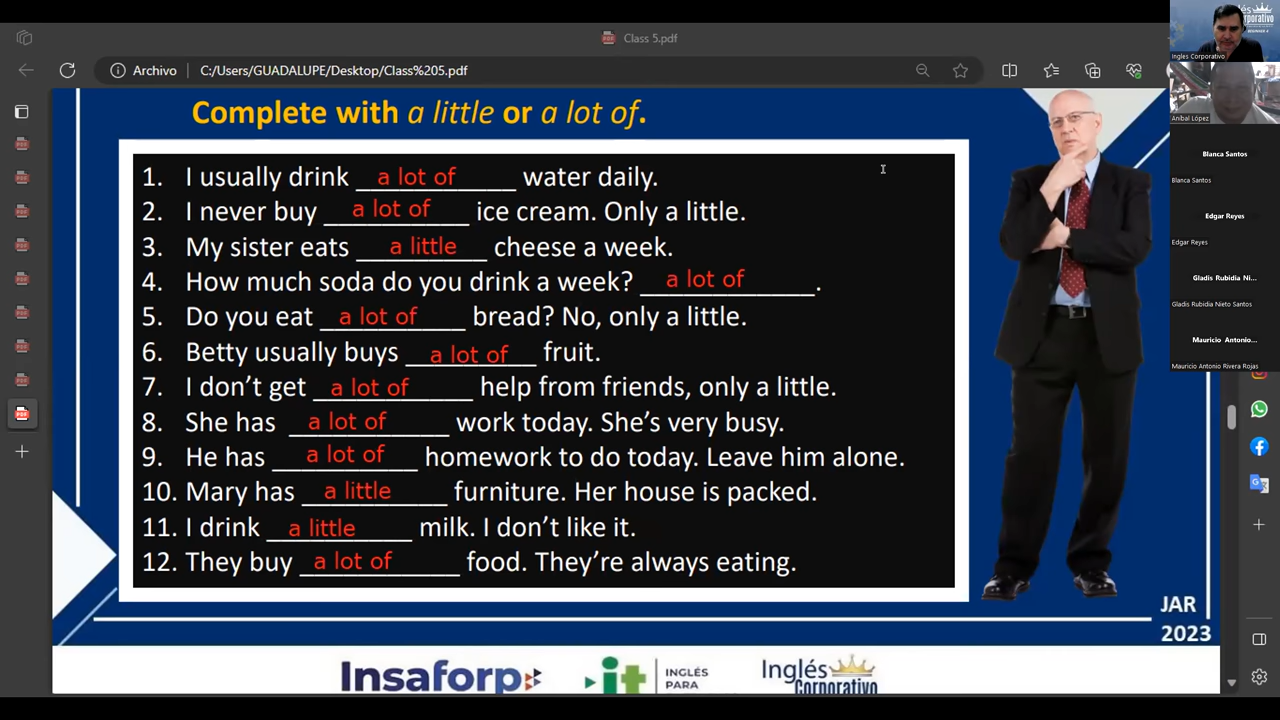 Class 5.pdf
Archivo C:/Users/GUADALUPE/Desktop/Class%205.pdf
Complete with a little or a lot of.
1. I usually drink a lot of water daily.
2. I never buy a lot of ice cream. Only a little.
3. My sister eats a little cheese a week.
4. How much soda do you drink a week? a lot of.
5. Do you eat a lot of bread? No, only a little.
6. Betty usually buys a lot of fruit.
7. I don't get a lot of help from friends, only a little.
8. She has a lot of work today. She's very busy.
9. He has a lot of homework to do today. Leave him alone.
10. Mary has a little furniture. Her house is packed.
11. I drink a little milk. I don't like it.
12. They buy a lot of food. They're always eating.
JAR
2023
Insaforp
it
INGLÉS
PARA
Inglés
Corporativo
Ingles Corporativo
Anibal López
Blanca Santos
Blanca Santos
Edgar Reyes
Edgar Reyes
Gladis Rubidia Ni...
Gladis Rubidia Nieto Santos
Mauricio Antonio...
Mauricio Antonio Rivera Rojas